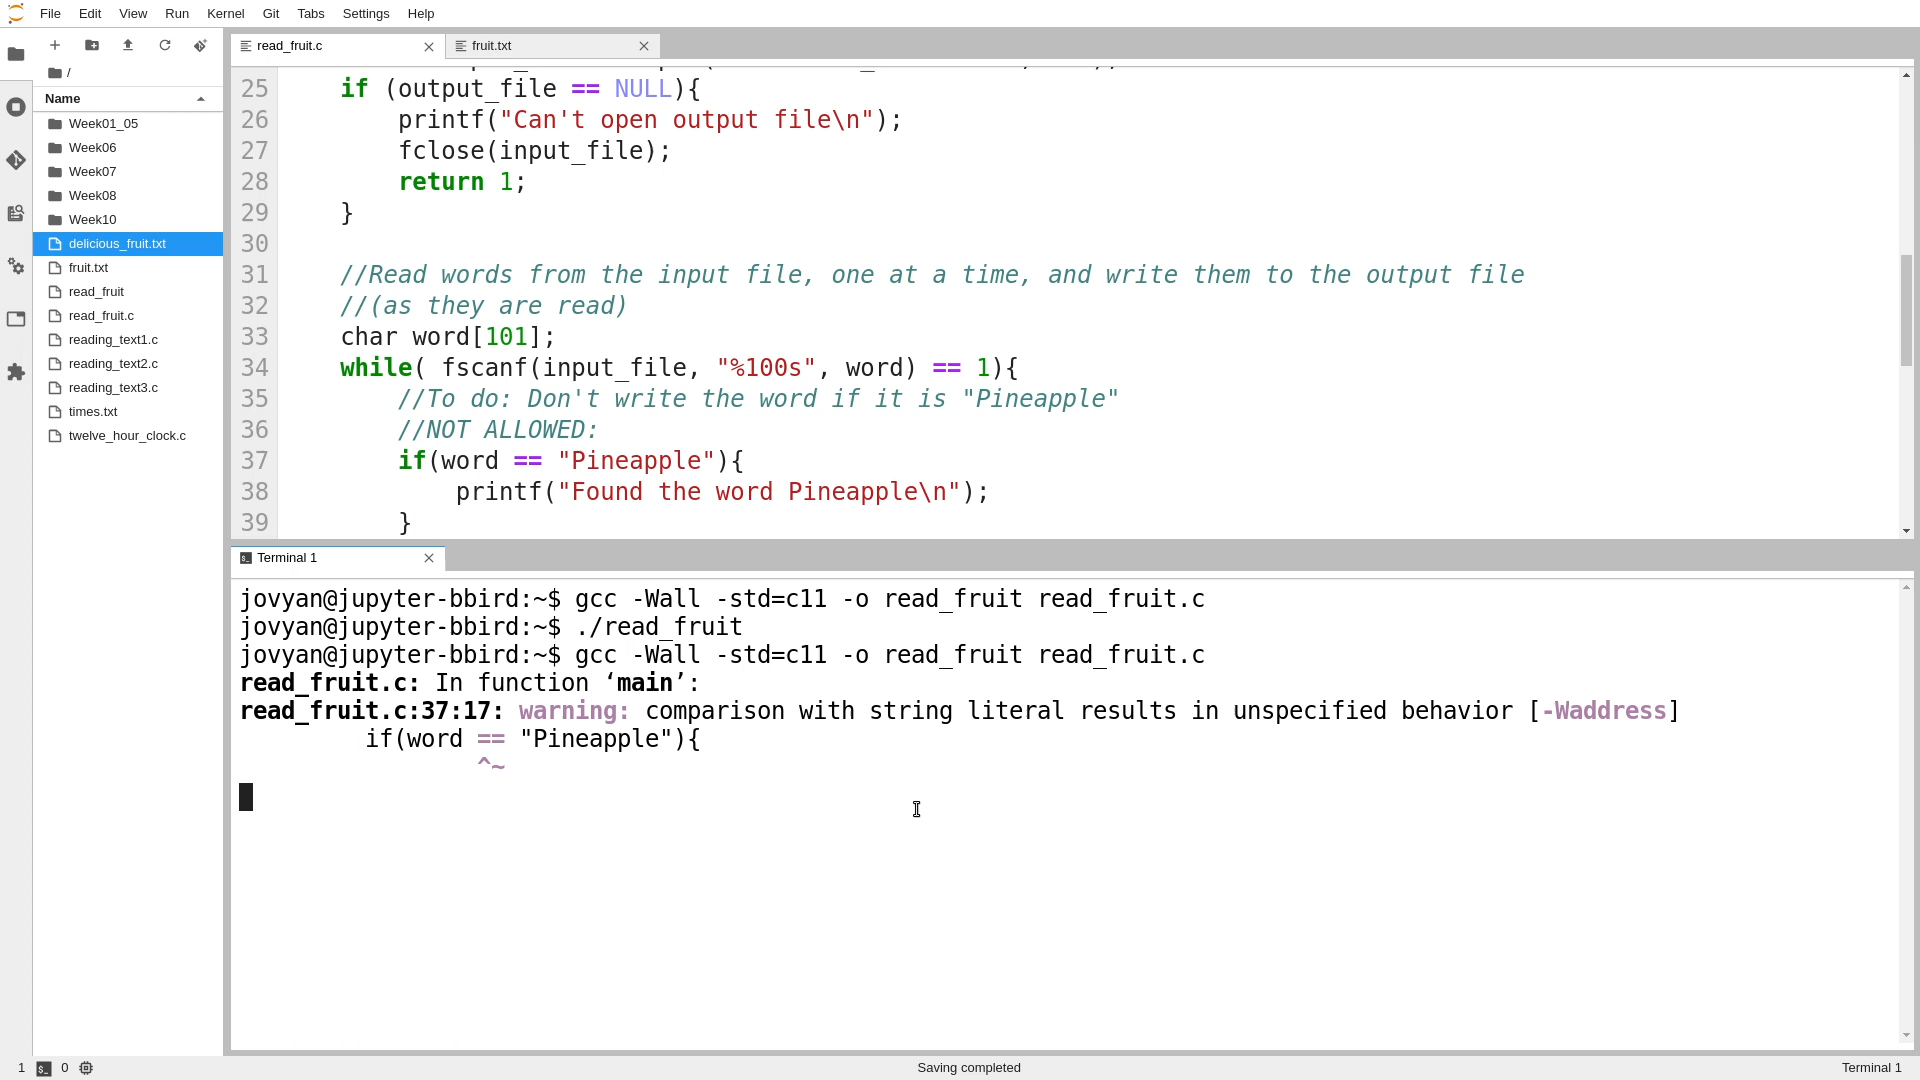 File Edit View Run Kernel Git Tabs Settings Help
/
Name
Week01_05
Week06
Week07
Week08
Week10
delicious_fruit.txt
fruit.txt
read_fruit
read_fruit.c
reading_text1.c
reading_text2.c
reading_text3.c
times.txt
twelve_hour_clock.c
read_fruit.c fruit.txt
25     if (output_file == NULL){
26         printf("Can't open output file\n");
27         fclose(input_file);
28         return 1;
29     }
30
31     //Read words from the input file, one at a time, and write them to the output file
32     //(as they are read)
33     char word[101];
34     while( fscanf(input_file, "%100s", word) == 1){
35         //To do: Don't write the word if it is "Pineapple"
36         //NOT ALLOWED:
37         if(word == "Pineapple"){
38             printf("Found the word Pineapple\n");
39         }
Terminal 1
jovyan@jupyter-bbird:~$ gcc -Wall -std=c11 -o read_fruit read_fruit.c
jovyan@jupyter-bbird:~$ ./read_fruit
jovyan@jupyter-bbird:~$ gcc -Wall -std=c11 -o read_fruit read_fruit.c
read_fruit.c: In function ‘main’:
read_fruit.c:37:17: warning: comparison with string literal results in unspecified behavior [-Waddress]
         if(word == "Pineapple"){
                 ^~
1 0 Saving completed Terminal 1